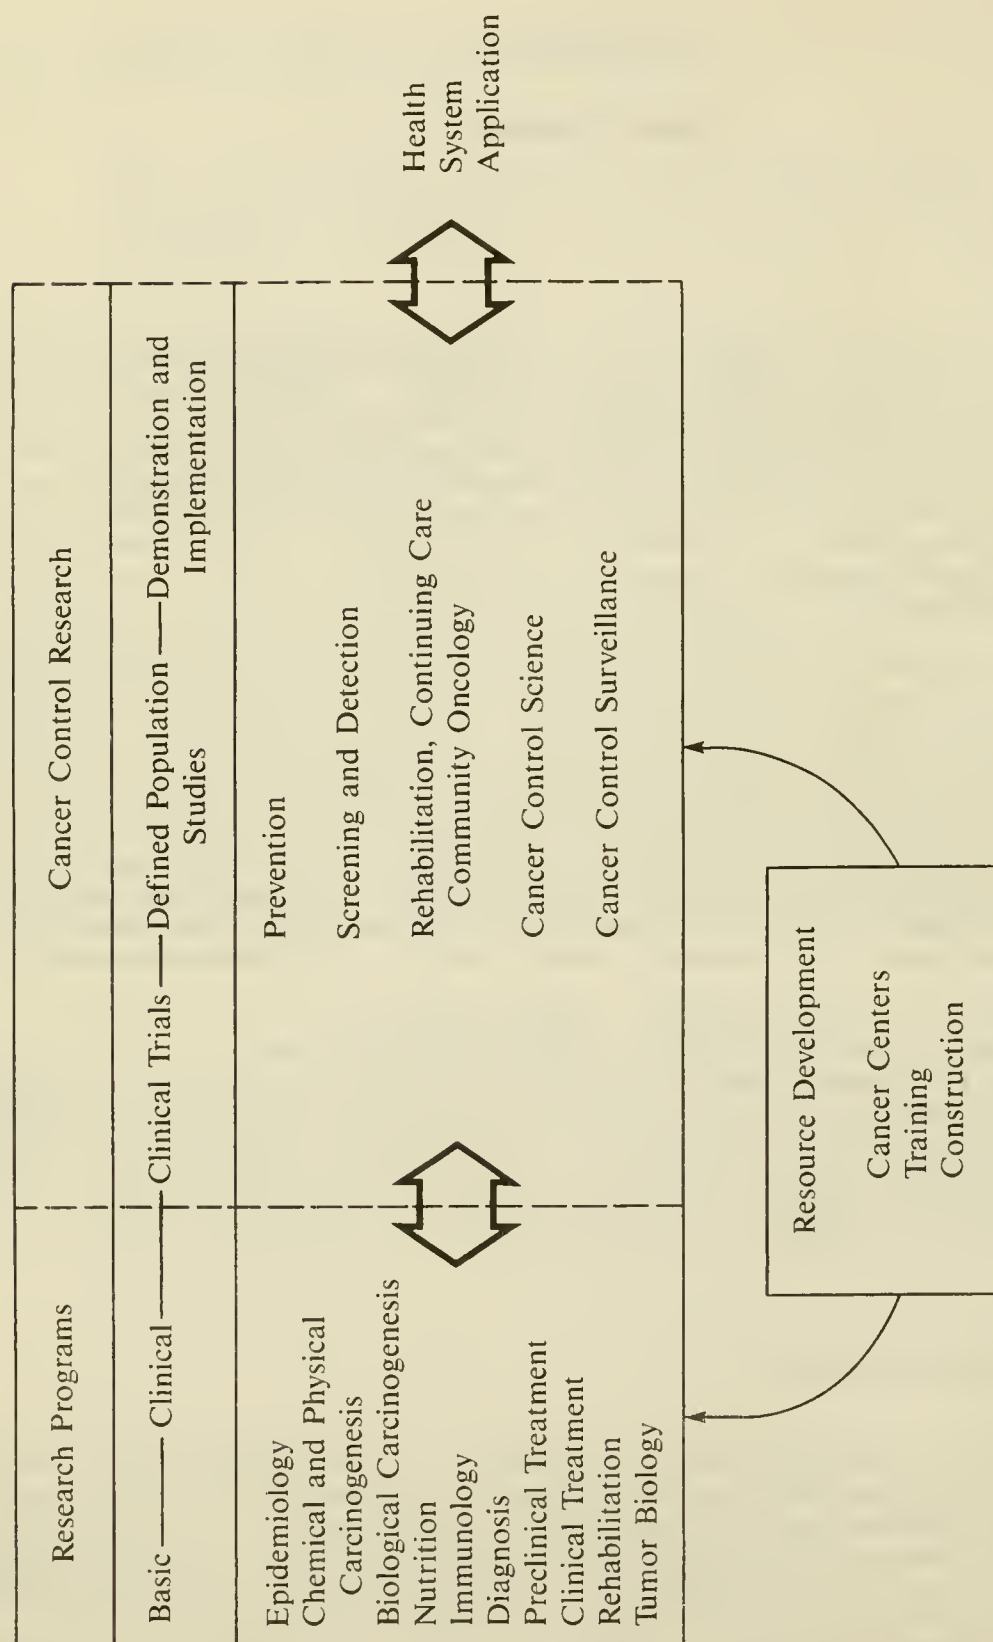 Research Programs
Cancer Control Research
Basic — Clinical — Clinical Trials — Defined Population — Demonstration and
Studies
Implementation
Epidemiology
Chemical and Physical
Carcinogenesis
Biological Carcinogenesis
Nutrition
Immunology
Diagnosis
Preclinical Treatment
Clinical Treatment
Rehabilitation
Tumor Biology
Prevention
Screening and Detection
Rehabilitation, Continuing Care
Community Oncology
Cancer Control Science
Cancer Control Surveillance
Health
System
Application
Resource Development
Cancer Centers
Training
Construction